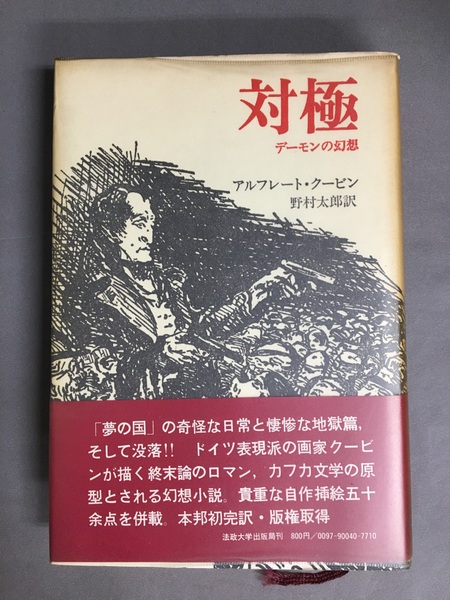 対極
デーモンの幻想
アルフレート・クービン
野村太郎訳
「夢の国」の奇怪な日常と悽惨な地獄篇,
そして没落!! ドイツ表現派の画家クービ
ンが描く終末論のロマン, カフカ文学の原
型とされる幻想小説。貴重な自作挿絵五十
余点を併載。本邦初完訳・版権取得
法政大学出版局刊 800円/0097-90040-7710